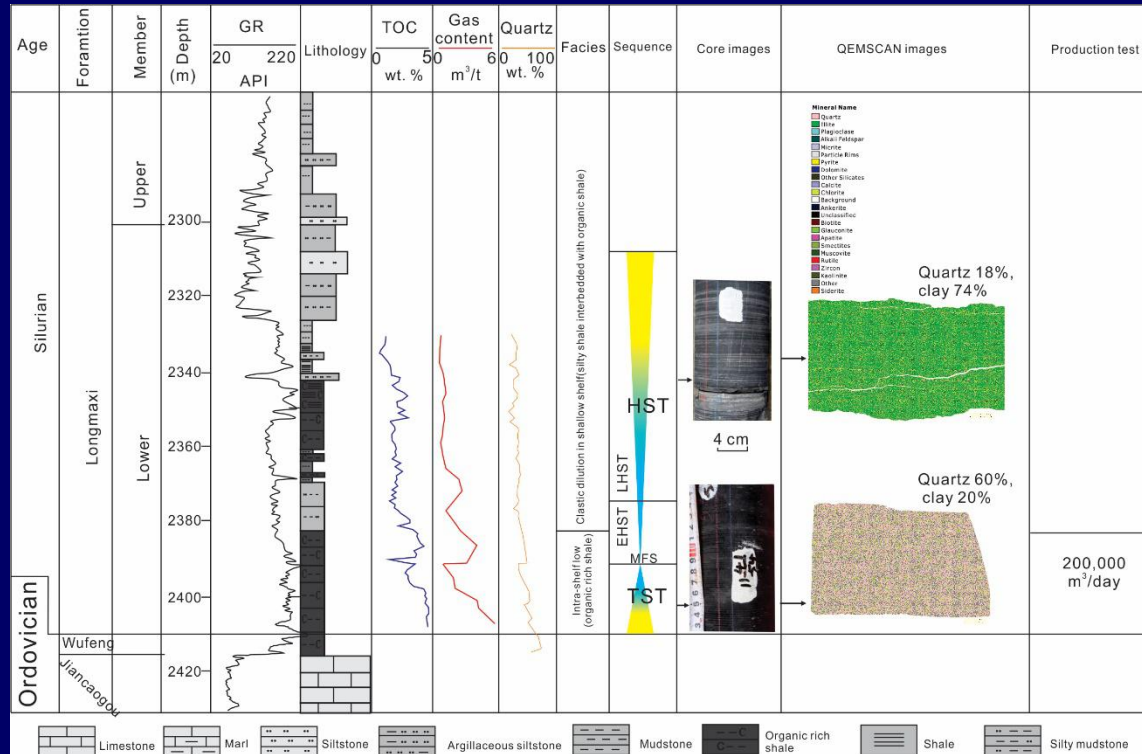 Age
Foramtion
Member
Depth
(m)
GR
20 220
API
Lithology
TOC
0 5
wt. %
Gas
content
0 6
m³/t
Quartz
0 100
wt. %
Facies
Sequence
Core images
QEMSCAN images
Production test
Silurian
Ordovician
Longmaxi
Wufeng
Jiancaogou
Upper
Lower
2300
2320
2340
2360
2380
2400
2420
Clastic dilution in shallow shelf(silty shale interbedded with organic shale)
Intra-shelf low
(organic rich shale)
HST
LHST
EHST
MFS
TST
4 cm
Mineral Name
Quartz
Illite
Plagioclase
Alkali Feldspar
Micrite
Particle Rims
Pyrite
Dolomite
Other Silicates
Calcite
Chlorite
Background
Ankerite
Unclassified
Biotite
Glauconite
Apatite
Smectites
Muscovite
Rutile
Zircon
Kaolinite
Other
Siderite
Quartz 18%,
clay 74%
Quartz 60%,
clay 20%
200,000
m³/day
Limestone
Marl
Siltstone
Argillaceous siltstone
Mudstone
Organic rich
shale
Shale
Silty mudstone